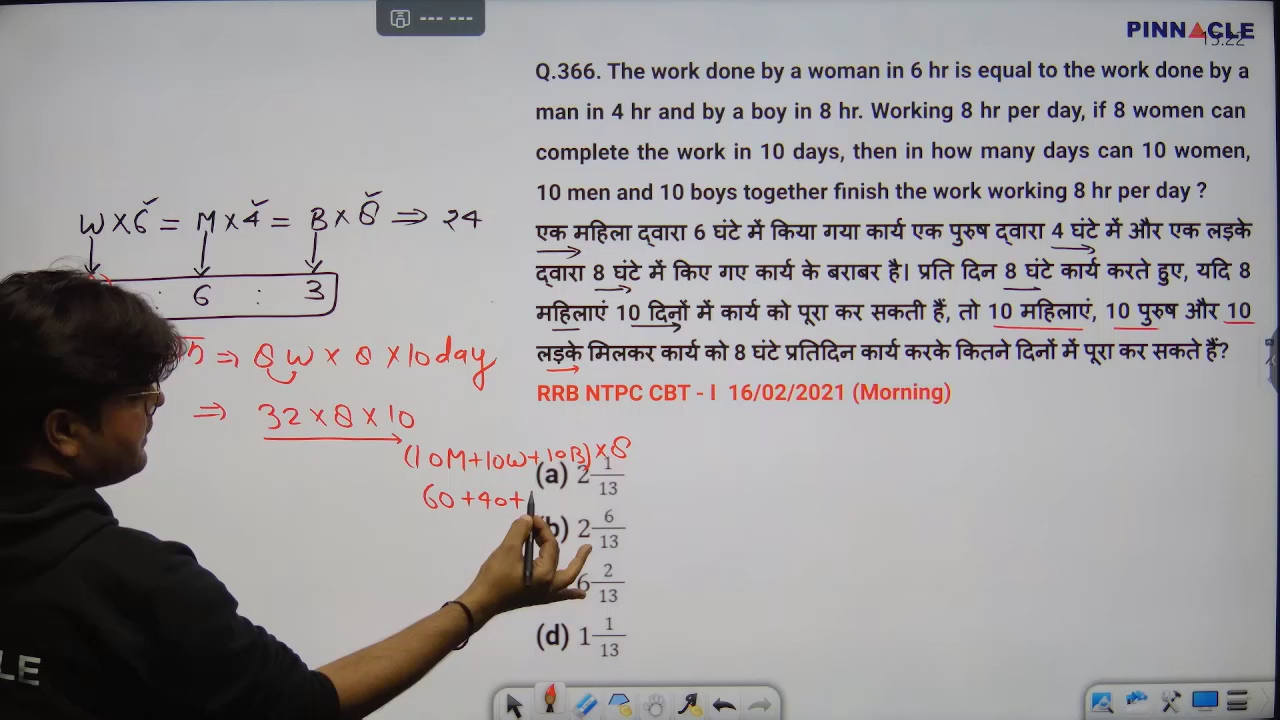 --- ---
PINNACLE
15:22
Q.366. The work done by a woman in 6 hr is equal to the work done by a
man in 4 hr and by a boy in 8 hr. Working 8 hr per day, if 8 women can
complete the work in 10 days, then in how many days can 10 women,
10 men and 10 boys together finish the work working 8 hr per day ?
एक महिला द्वारा 6 घंटे में किया गया कार्य एक पुरुष द्वारा 4 घंटे में और एक लड़के
द्वारा 8 घंटे में किए गए कार्य के बराबर है। प्रति दिन 8 घंटे कार्य करते हुए, यदि 8
महिलाएं 10 दिनों में कार्य को पूरा कर सकती हैं, तो 10 महिलाएं, 10 पुरुष और 10
लड़के मिलकर कार्य को 8 घंटे प्रतिदिन कार्य करके कितने दिनों में पूरा कर सकते हैं?
RRB NTPC CBT - I 16/02/2021 (Morning)
W×6 = M×4 = B×8 ⇒ 24
: 6 : 3
⇒ 8W × 8 × 10day
⇒ 32 × 8 × 10
(10M+10W+10B)×8
60+40+
(a) 2 1/13
b) 2 6/13
6 2/13
(d) 1 1/13
CLE